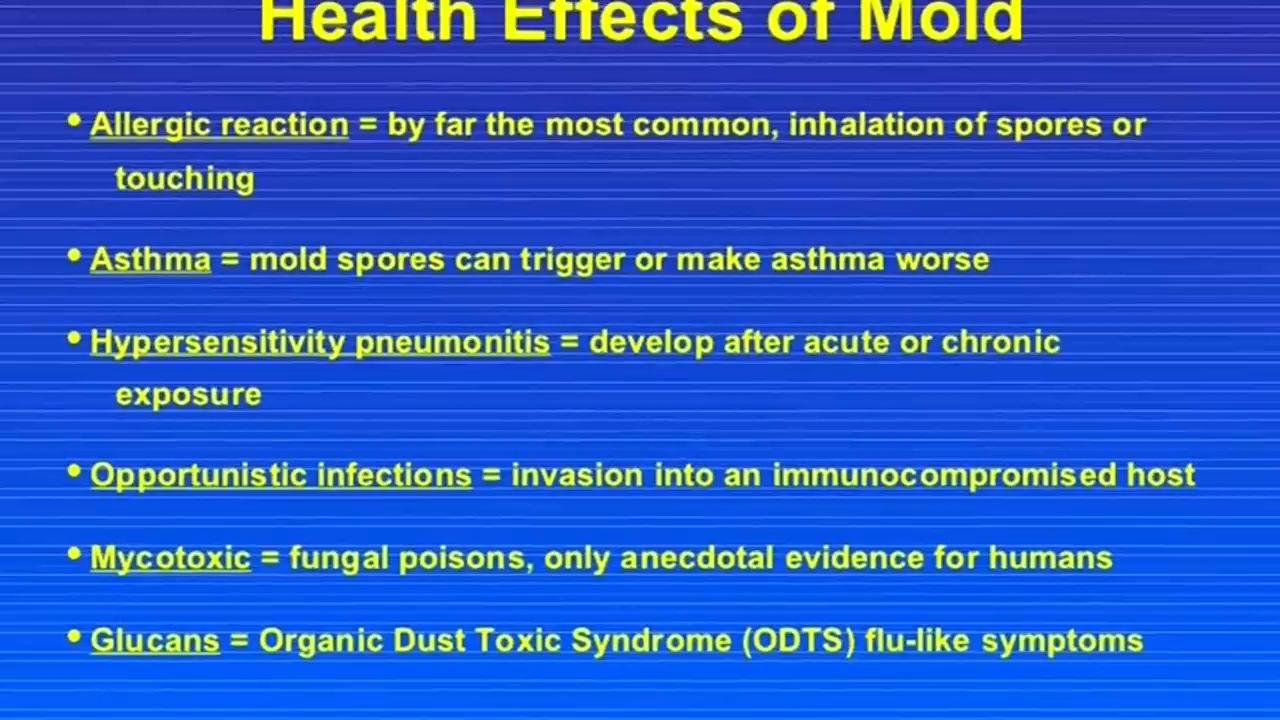 Health Effects of Mold
• Allergic reaction = by far the most common, inhalation of spores or
touching
• Asthma = mold spores can trigger or make asthma worse
• Hypersensitivity pneumonitis = develop after acute or chronic
exposure
• Opportunistic infections = invasion into an immunocompromised host
• Mycotoxic = fungal poisons, only anecdotal evidence for humans
• Glucans = Organic Dust Toxic Syndrome (ODTS) flu-like symptoms